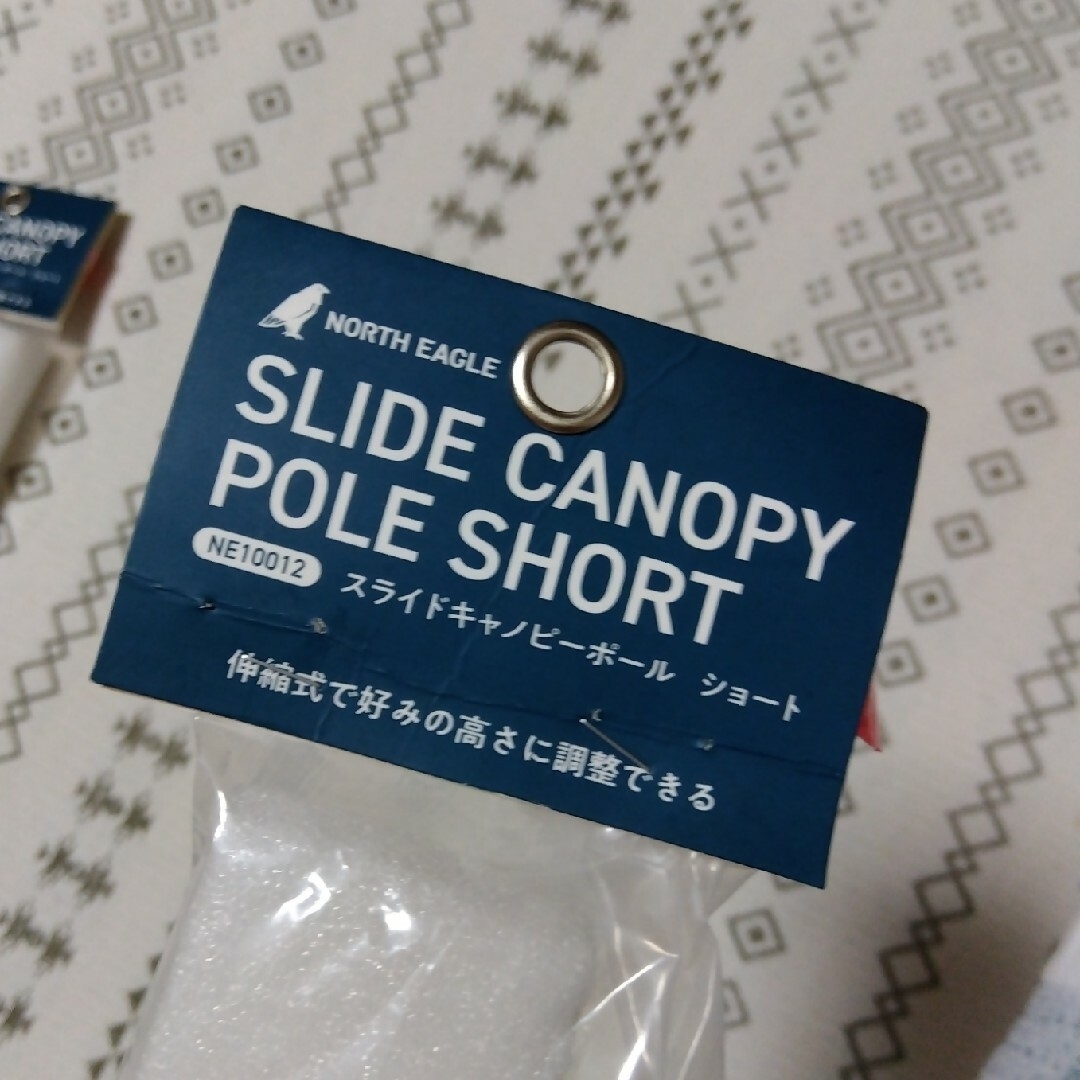 NORTH EAGLE
SLIDE CANOPY
POLE SHORT
NE10012
スライドキャノピーポール ショート
伸縮式で好みの高さに調整できる
CANOPY